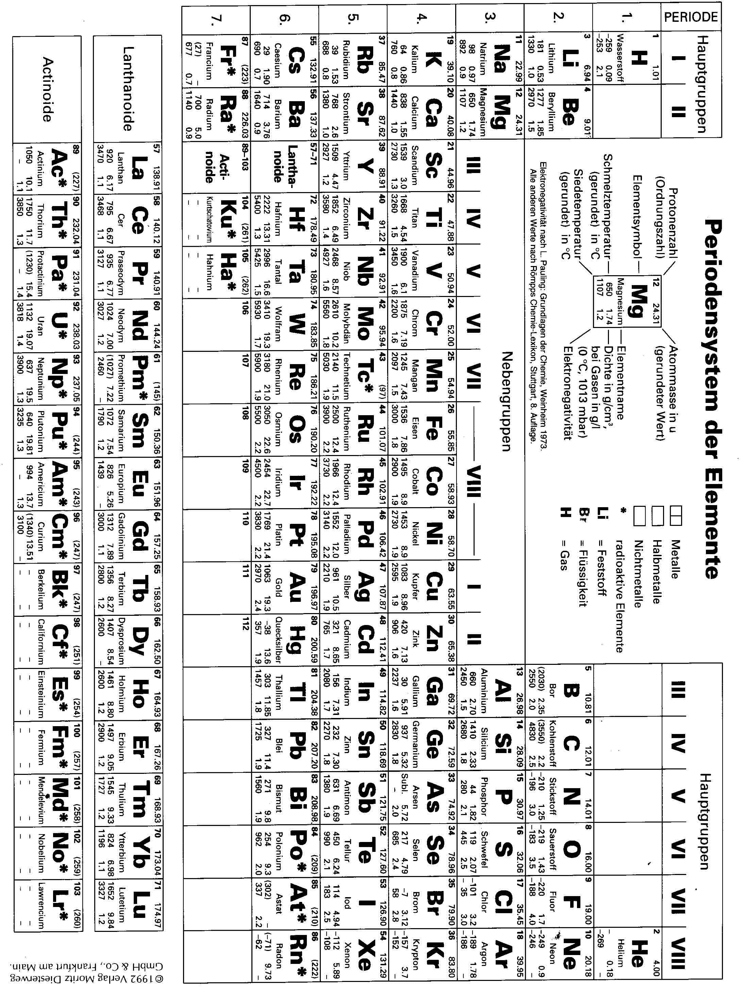 Periodensystem der Elemente
PERIODE
Hauptgruppen
I II
Protonenzahl
(Ordnungszahl)
Elementsymbol
Schmelztemperatur
(gerundet) in °C
Siedetemperatur
(gerundet) in °C
12 24.31
Mg
Magnesium
650 1.74
1107 1.2
Atommasse in u
(gerundeter Wert)
Elementname
Dichte in g/cm³,
bei Gasen in g/l
(0 °C, 1013 mbar)
Elektronegativität
Elektronegativität nach L. Pauling: Grundlagen der Chemie, Weinheim 1973.
Alle anderen Werte nach Römpps Chemie-Lexikon, Stuttgart, 8. Auflage.
Metalle
Halbmetalle
Nichtmetalle
* radioaktive Elemente
Li = Feststoff
Br = Flüssigkeit
H = Gas
Hauptgruppen
III IV V VI VII VIII
1.
1 1.01
H
Wasserstoff
-259 0.09
-253 2.1
2 4.00
He
Helium
– 0.18
-269 –
2.
3 6.94
Li
Lithium
181 0.53
1330 1.0
4 9.01
Be
Beryllium
1277 1.85
2970 1.5
5 10.81
B
Bor
(2030) 2.35
2550 2.0
6 12.01
C
Kohlenstoff
(3550) 2.2
4830 2.5
7 14.01
N
Stickstoff
-210 1.25
-196 3.0
8 16.00
O
Sauerstoff
-219 1.43
-183 3.5
9 19.00
F
Fluor
-220 1.7
-188 4.0
10 20.18
Ne
Neon
-249 0.9
-246 –
3.
11 22.99
Na
Natrium
98 0.97
892 0.9
12 24.31
Mg
Magnesium
650 1.74
1107 1.2
Nebengruppen
III IV V VI VII VIII I II
13 26.98
Al
Aluminium
660 2.70
2450 1.5
14 28.09
Si
Silicium
1410 2.33
2680 1.8
15 30.97
P
Phosphor
44 1.82
280 2.1
16 32.06
S
Schwefel
119 2.07
445 2.5
17 35.45
Cl
Chlor
-101 3.2
- 35 3.0
18 39.95
Ar
Argon
-189 1.78
-186 –
4.
19 39.10
K
Kalium
64 0.86
760 0.8
20 40.08
Ca
Calcium
838 1.55
1440 1.0
21 44.96
Sc
Scandium
1539 3.0
2730 1.3
22 47.88
Ti
Titan
1668 4.54
3260 1.5
23 50.94
V
Vanadium
1900 6.1
3450 1.6
24 52.00
Cr
Chrom
1875 7.19
2200 1.6
25 54.94
Mn
Mangan
1245 7.43
2097 1.5
26 55.85
Fe
Eisen
1536 7.86
3000 1.8
27 58.93
Co
Cobalt
1495 8.9
2900 1.9
28 58.70
Ni
Nickel
1453 8.9
2730 1.9
29 63.55
Cu
Kupfer
1083 8.96
2595 1.9
30 65.38
Zn
Zink
420 7.13
906 1.6
31 69.72
Ga
Gallium
30 5.91
2237 1.6
32 72.59
Ge
Germanium
937 5.32
2830 1.8
33 74.92
As
Arsen
Subl. 5.72
– 2.0
34 78.96
Se
Selen
217 4.79
685 2.4
35 79.90
Br
Brom
-7 3.12
58 2.8
36 83.80
Kr
Krypton
-157 3.7
-152 –
5.
37 85.47
Rb
Rubidium
39 1.53
688 0.8
38 87.62
Sr
Strontium
768 2.6
1380 1.0
39 88.91
Y
Yttrium
1509 4.47
2927 1.2
40 91.22
Zr
Zirconium
1852 6.49
3580 1.4
41 92.91
Nb
Niob
2468 8.57
4927 1.6
42 95.94
Mo
Molybdän
2610 10.2
5560 1.8
43 (97)
Tc*
Technetium
2140 11.5
5030 1.9
44 101.07
Ru
Ruthenium
2500 12.4
3900 2.2
45 102.91
Rh
Rhodium
1966 12.4
3730 2.2
46 106.42
Pd
Palladium
1552 12.0
3140 2.2
47 107.87
Ag
Silber
961 10.5
2210 1.9
48 112.41
Cd
Cadmium
321 8.65
765 1.7
49 114.82
In
Indium
156 7.31
2080 1.7
50 118.69
Sn
Zinn
232 7.30
2270 1.8
51 121.75
Sb
Antimon
631 6.69
1380 1.9
52 127.60
Te
Tellur
450 6.24
990 2.1
53 126.90
I
Iod
114 4.94
183 2.5
54 131.29
Xe
Xenon
-112 5.89
-108 –
6.
55 132.91
Cs
Caesium
29 1.90
690 0.7
56 137.33
Ba
Barium
714 3.76
1640 0.9
57–71
Lantha-
noide
72 178.49
Hf
Hafnium
2222 13.31
5400 1.3
73 180.95
Ta
Tantal
2996 16.6
5425 1.5
74 183.85
W
Wolfram
3410 19.3
5930 1.7
75 186.21
Re
Rhenium
3180 21.0
5900 1.9
76 190.20
Os
Osmium
3050 22.6
5500 2.2
77 192.22
Ir
Iridium
2454 22.7
4500 2.2
78 195.08
Pt
Platin
1769 21.4
3830 2.2
79 196.97
Au
Gold
1063 19.3
2970 2.4
80 200.59
Hg
Quecksilber
-38 13.6
357 1.9
81 204.38
Tl
Thallium
303 11.85
1457 1.8
82 207.20
Pb
Blei
327 11.4
1725 1.9
83 208.98
Bi
Bismut
271 9.8
1560 1.9
84 (209)
Po*
Polonium
254 9.3
962 2.0
85 (210)
At*
Astat
(302) –
337 2.2
86 (222)
Rn*
Radon
(-71) 9.73
-62 –
7.
87 (223)
Fr*
Francium
(27) –
677 0.7
88 226.03
Ra*
Radium
700 5.0
1140 0.9
89–103
Acti-
noide
104 (261)
Ku*
Kurtschatovium
– –
– –
105 (262)
Ha*
Hahnium
– –
– –
106 107 108 109 110 111 112
Lanthanoide
57 138.91
La
Lanthan
920 6.17
3470 1.1
58 140.12
Ce
Cer
795 6.67
3468 1.1
59 140.91
Pr
Praseodym
935 6.77
3127 1.1
60 144.24
Nd
Neodym
1024 7.00
3027 1.2
61 (145)
Pm*
Promethium
(1027) 7.22
2460 –
62 150.36
Sm
Samarium
1072 7.54
1790 1.2
63 151.96
Eu
Europium
826 5.26
1439 –
64 157.25
Gd
Gadolinium
1312 7.89
3000 1.1
65 158.93
Tb
Terbium
1356 8.27
2800 1.2
66 162.50
Dy
Dysprosium
1407 8.54
2600 –
67 164.93
Ho
Holmium
1461 8.80
2600 1.2
68 167.26
Er
Erbium
1497 9.05
2900 1.2
69 168.93
Tm
Thulium
1545 9.33
1727 1.2
70 173.04
Yb
Ytterbium
824 6.98
1196 1.1
71 174.97
Lu
Lutetium
1652 9.84
3327 1.2
Actinoide
89 (227)
Ac*
Actinium
1050 10.1
– 1.1
90 232.04
Th*
Thorium
1750 11.7
3850 1.3
91 231.04
Pa*
Protactinium
(1230) 15.4
– 1.4
92 238.03
U*
Uran
1132 19.07
3818 1.4
93 237.05
Np*
Neptunium
637 19.5
3900 1.3
94 (244)
Pu*
Plutonium
640 19.81
3235 1.3
95 (243)
Am*
Americium
994 13.7
– 1.3
96 (247)
Cm*
Curium
(1340) 13.51
3100 –
97 (247)
Bk*
Berkelium
– –
– –
98 (251)
Cf*
Californium
– –
– –
99 (254)
Es*
Einsteinium
– –
– –
100 (257)
Fm*
Fermium
– –
– –
101 (258)
Md*
Mendelevium
– –
– –
102 (259)
No*
Nobelium
– –
– –
103 (260)
Lr*
Lawrencium
– –
– –
©1992 Verlag Moritz Diesterweg
GmbH & Co., Frankfurt am Main.